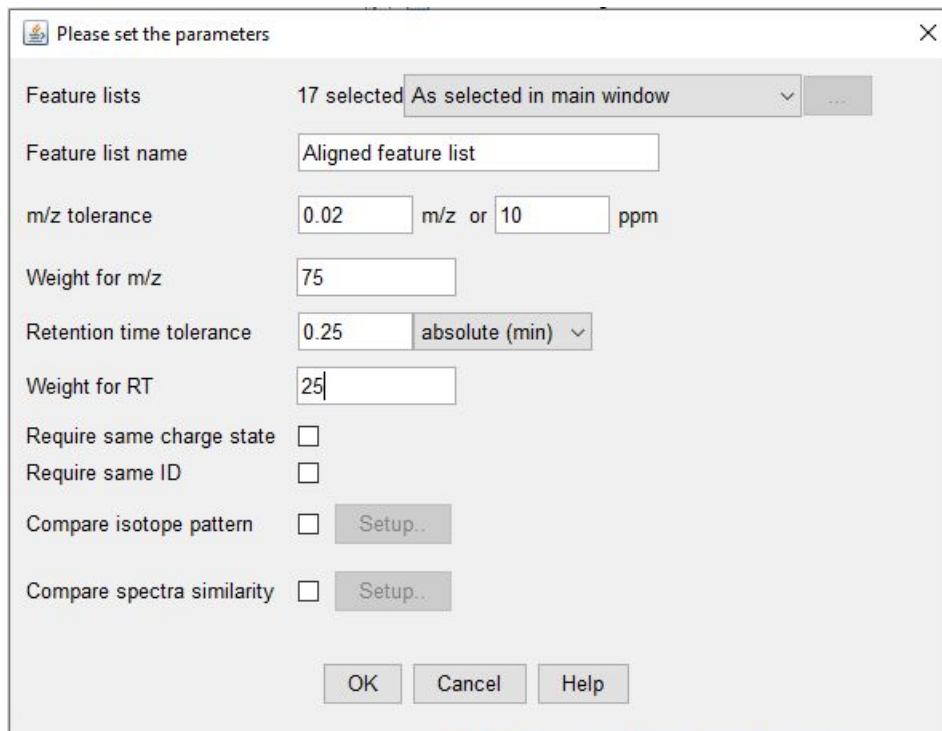 Please set the parameters
Feature lists 17 selected As selected in main window ...
Feature list name Aligned feature list
m/z tolerance 0.02 m/z or 10 ppm
Weight for m/z 75
Retention time tolerance 0.25 absolute (min)
Weight for RT 25
Require same charge state
Require same ID
Compare isotope pattern Setup..
Compare spectra similarity Setup..
OK Cancel Help